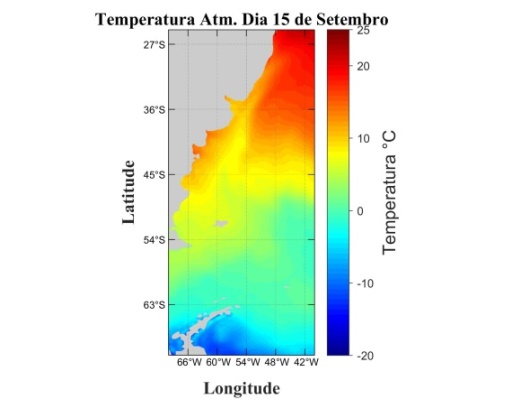 Temperatura Atm. Dia 15 de Setembro
27°S
36°S
45°S
54°S
63°S
66°W 60°W 54°W 48°W 42°W
Latitude
Longitude
25
20
10
0
-10
-20
Temperatura °C